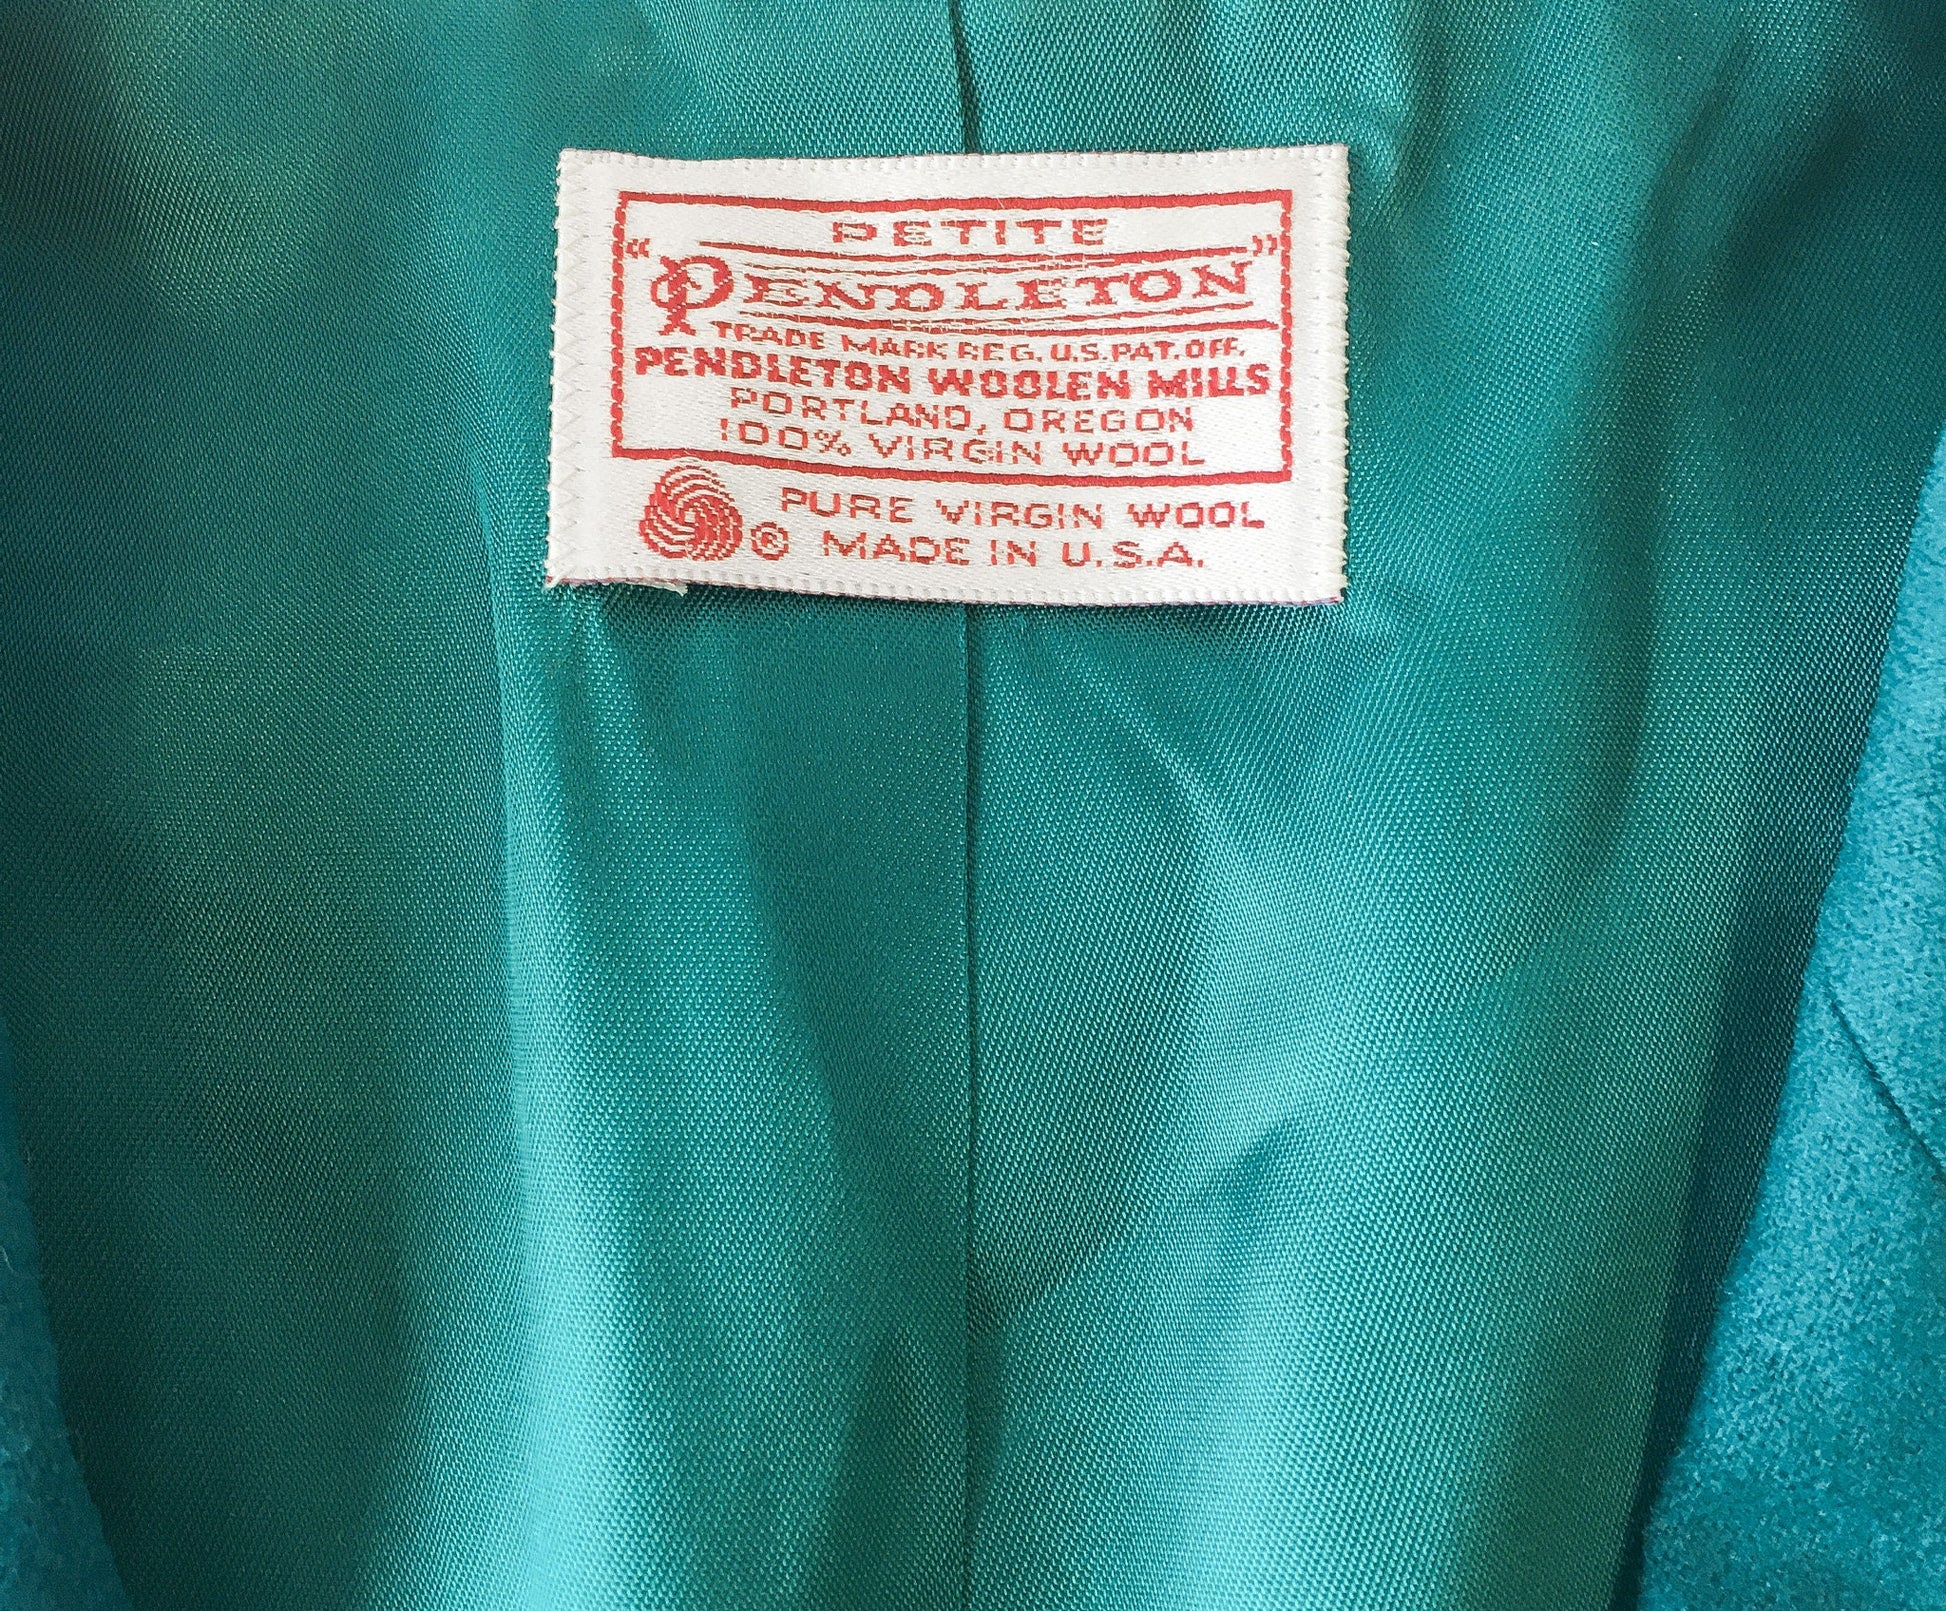 PETITE
"PENDLETON"
TRADE MARK REG. U.S. PAT. OFF.
PENDLETON WOOLEN MILLS
PORTLAND, OREGON
100% VIRGIN WOOL
PURE VIRGIN WOOL
® MADE IN U.S.A.